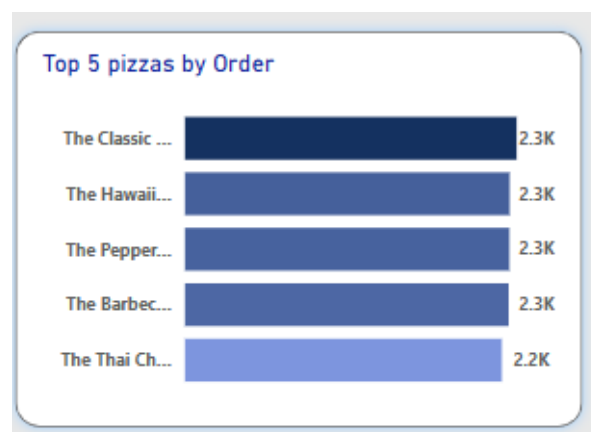 Top 5 pizzas by Order
The Classic ... 2.3K
The Hawaii... 2.3K
The Pepper... 2.3K
The Barbec... 2.3K
The Thai Ch... 2.2K